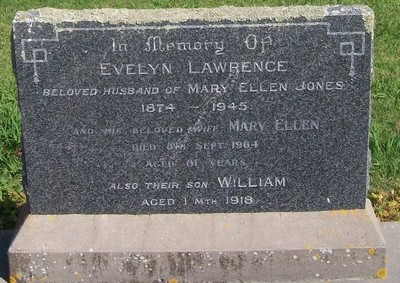 In Memory Of
EVELYN LAWRENCE
BELOVED HUSBAND OF MARY ELLEN JONES
1874 - 1945
AND HIS BELOVED WIFE MARY ELLEN
DIED 8TH SEPT. 1964
AGED 81 YEARS
ALSO THEIR SON WILLIAM
AGED 1 MTH. 1918